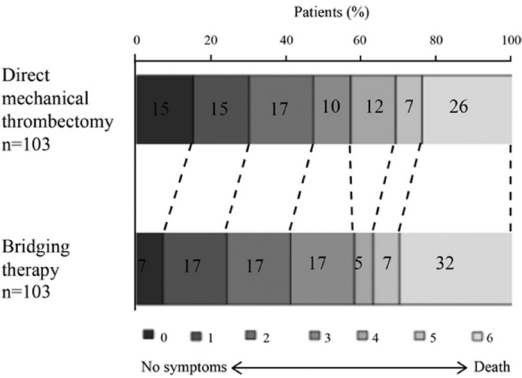 Patients (%)
0 20 40 60 80 100
Direct
mechanical
thrombectomy
n=103
15 15 17 10 12 7 26
Bridging
therapy
n=103
7 17 17 17 5 7 32
0 1 2 3 4 5 6
No symptoms Death